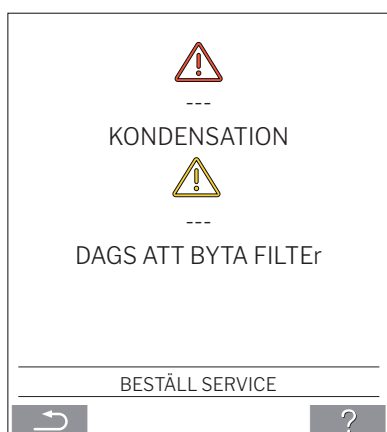 ---
KONDENSATION
---
DAGS ATT BYTA FILTEr
BESTÄLL SERVICE
?